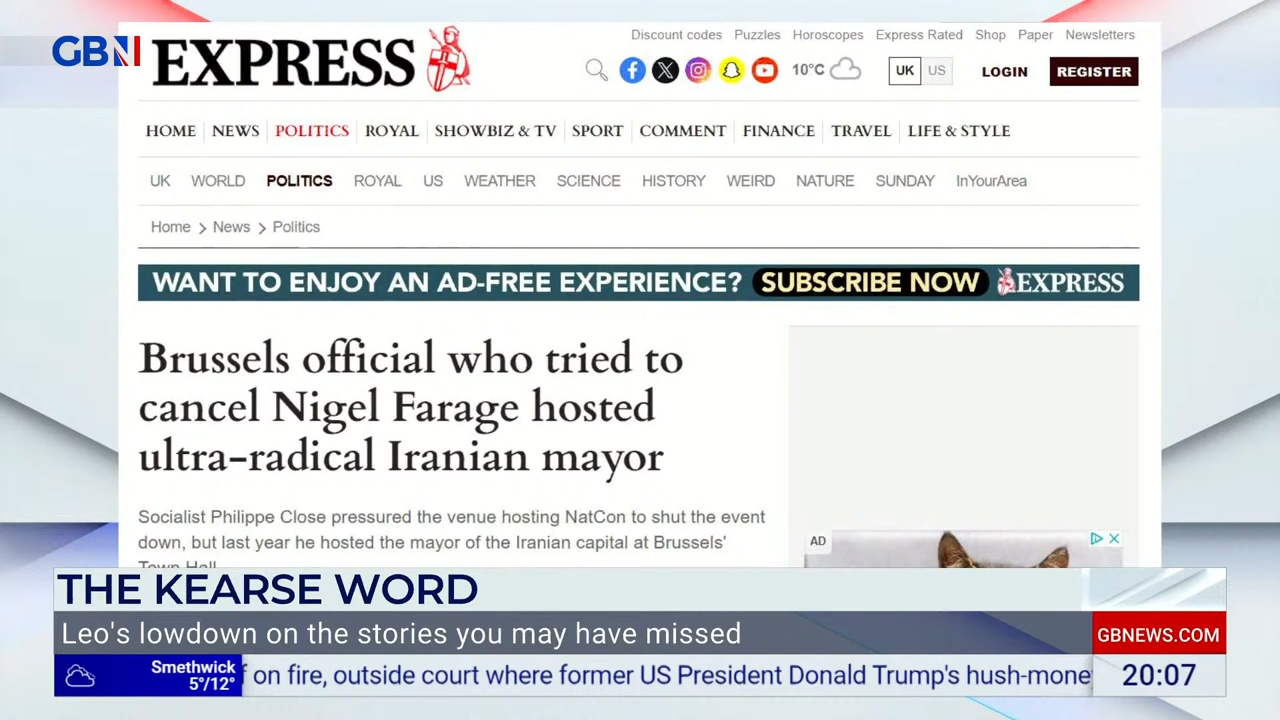 GBN
EXPRESS
Discount codes Puzzles Horoscopes Express Rated Shop Paper Newsletters
10°C UK US LOGIN REGISTER
HOME NEWS POLITICS ROYAL SHOWBIZ & TV SPORT COMMENT FINANCE TRAVEL LIFE & STYLE
UK WORLD POLITICS ROYAL US WEATHER SCIENCE HISTORY WEIRD NATURE SUNDAY InYourArea
Home > News > Politics
WANT TO ENJOY AN AD-FREE EXPERIENCE? SUBSCRIBE NOW EXPRESS
Brussels official who tried to
cancel Nigel Farage hosted
ultra-radical Iranian mayor
Socialist Philippe Close pressured the venue hosting NatCon to shut the event
down, but last year he hosted the mayor of the Iranian capital at Brussels'
Town Hall
AD
THE KEARSE WORD
Leo's lowdown on the stories you may have missed
GBNEWS.COM
Smethwick
5°/12°
on fire, outside court where former US President Donald Trump's hush-mone
20:07